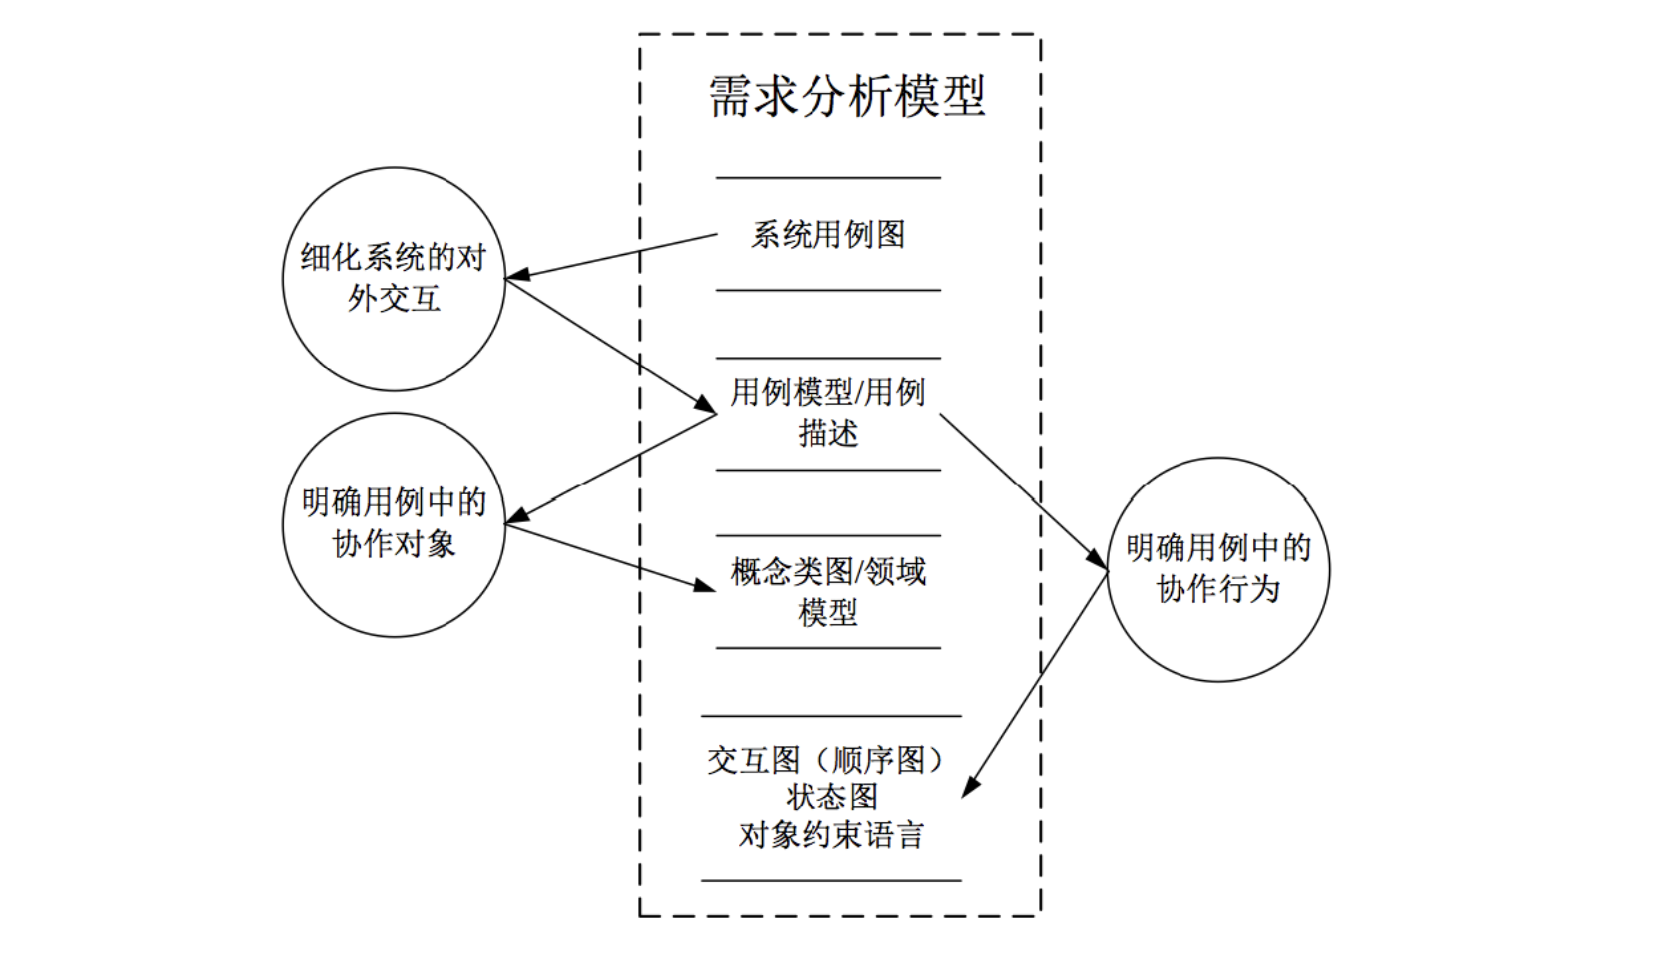 需求分析模型
系统用例图
细化系统的对
外交互
用例模型/用例
描述
明确用例中的
协作对象
概念类图/领域
模型
明确用例中的
协作行为
交互图（顺序图）
状态图
对象约束语言